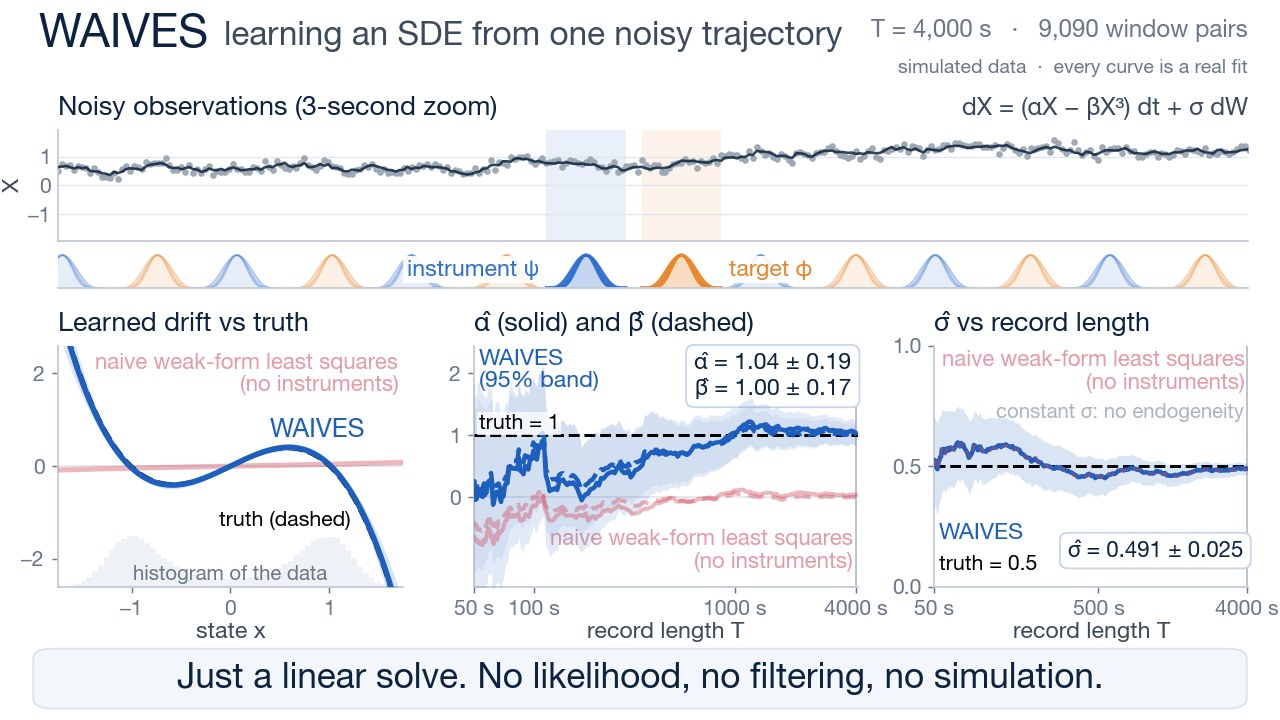 WAIVES learning an SDE from one noisy trajectory
T = 4,000 s · 9,090 window pairs
simulated data · every curve is a real fit
Noisy observations (3-second zoom)
dX = (αX − βX³) dt + σ dW
X
1
0
−1
instrument ψ
target φ
Learned drift vs truth
naive weak-form least squares
(no instruments)
WAIVES
truth (dashed)
histogram of the data
2
0
−2
−1
0
1
state x
α̂ (solid) and β̂ (dashed)
WAIVES
(95% band)
α̂ = 1.04 ± 0.19
β̂ = 1.00 ± 0.17
truth = 1
naive weak-form least squares
(no instruments)
2
1
0
50 s
100 s
1000 s
4000 s
record length T
σ̂ vs record length
naive weak-form least squares
(no instruments)
constant σ: no endogeneity
WAIVES
truth = 0.5
σ̂ = 0.491 ± 0.025
1.0
0.5
0.0
50 s
500 s
4000 s
record length T
Just a linear solve. No likelihood, no filtering, no simulation.